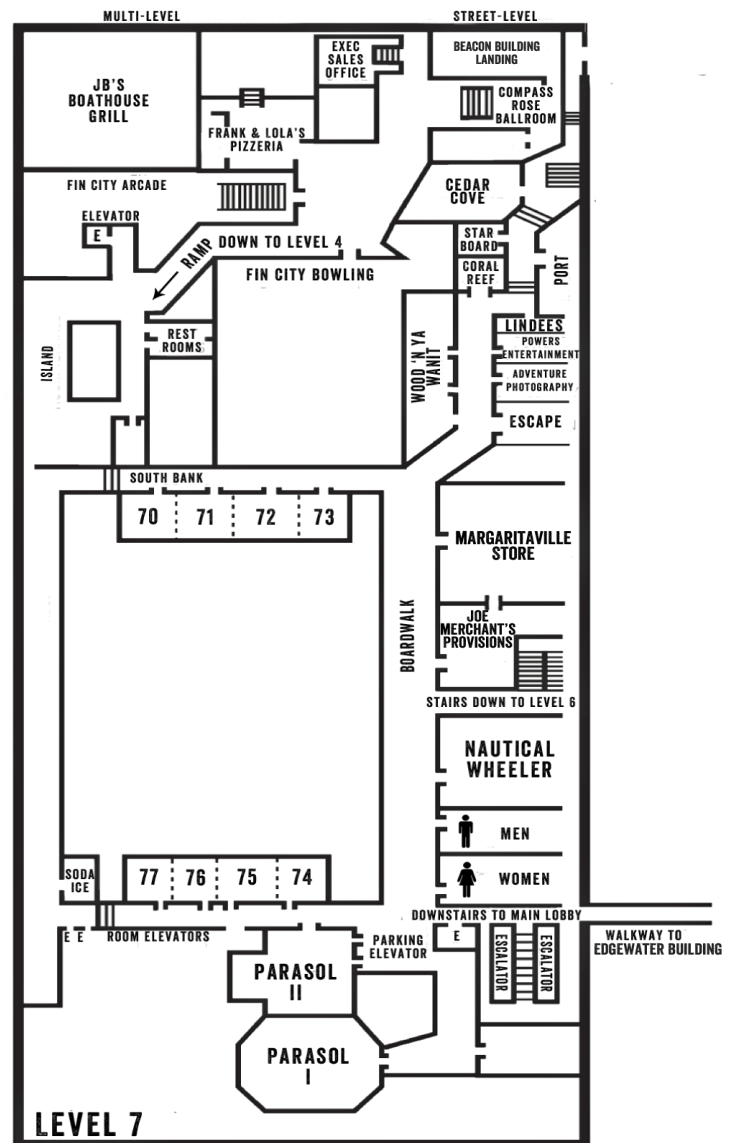 MULTI-LEVEL
STREET-LEVEL
JB'S
BOATHOUSE
GRILL
EXEC
SALES
OFFICE
BEACON BUILDING
LANDING
COMPASS
ROSE
BALLROOM
FRANK & LOLA'S
PIZZERIA
FIN CITY ARCADE
CEDAR
COVE
ELEVATOR
E
RAMP
DOWN TO LEVEL 4
STAR
BOARD
PORT
FIN CITY BOWLING
CORAL
REEF
LINDEES
POWERS
ENTERTAINMENT
REST
ROOMS
ISLAND
WOOD 'N YA
WANIT
ADVENTURE
PHOTOGRAPHY
ESCAPE
SOUTH BANK
70
71
72
73
MARGARITAVILLE
STORE
BOARDWALK
JOE
MERCHANT'S
PROVISIONS
STAIRS DOWN TO LEVEL 6
NAUTICAL
WHEELER
MEN
WOMEN
SODA
ICE
77
76
75
74
DOWNSTAIRS TO MAIN LOBBY
E E
ROOM ELEVATORS
PARKING
ELEVATOR
E
ESCALATOR
ESCALATOR
WALKWAY TO
EDGEWATER BUILDING
PARASOL
II
PARASOL
I
LEVEL 7